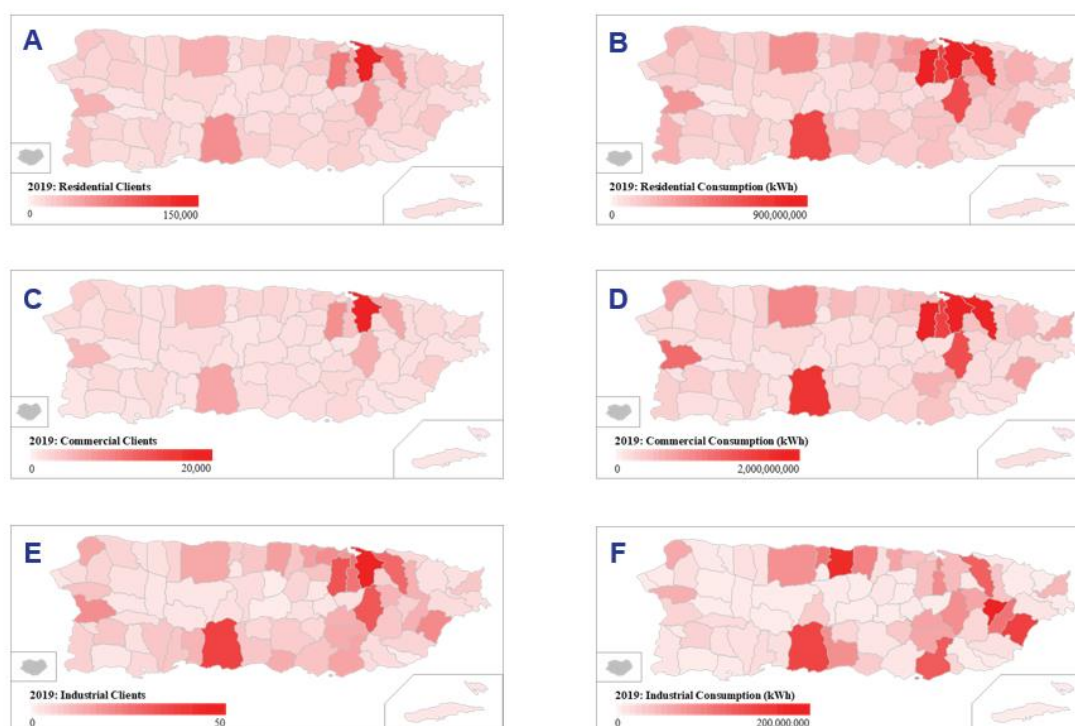 A
B
2019: Residential Clients
0 150,000
2019: Residential Consumption (kWh)
0 900,000,000
C
D
2019: Commercial Clients
0 20,000
2019: Commercial Consumption (kWh)
0 2,000,000,000
E
F
2019: Industrial Clients
0 50
2019: Industrial Consumption (kWh)
0 200,000,000